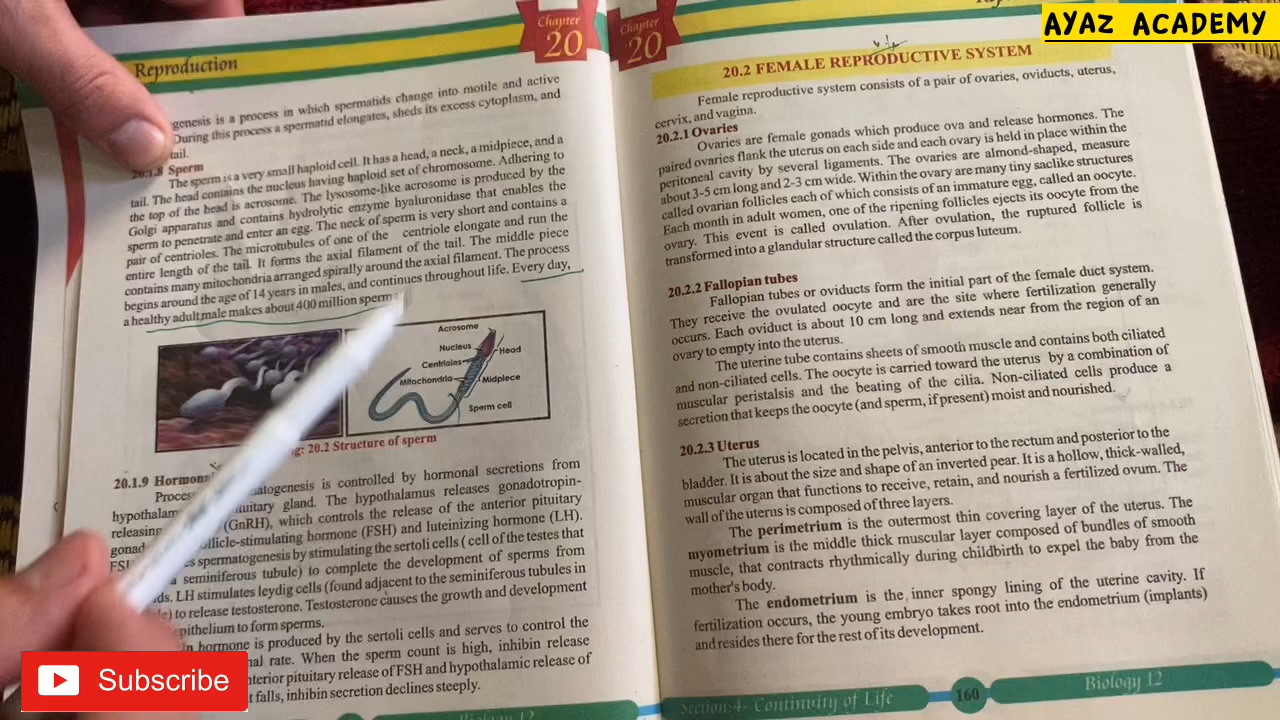 Chapter
20
Reproduction
genesis is a process in which spermatids change into motile and active
During this process a spermatid elongates, sheds its excess cytoplasm, and
tail.
20.1.8 Sperm
The sperm is a very small haploid cell. It has a head, a neck, a midpiece, and a
tail. The head contains the nucleus having haploid set of chromosome. Adhering to
the top of the head is acrosome. The lysosome-like acrosome is produced by the
Golgi apparatus and contains hydrolytic enzyme hyaluronidase that enables the
sperm to penetrate and enter an egg. The neck of sperm is very short and contains a
pair of centrioles. The microtubules of one of the centriole elongate and run the
entire length of the tail. It forms the axial filament of the tail. The middle piece
contains many mitochondria arranged spirally around the axial filament. The process
begins around the age of 14 years in males, and continues throughout life. Every day,
a healthy adult male makes about 400 million sperm
Acrosome
Nucleus
Head
Centrioles
Mitochondria
Midpiece
Sperm cell
20.2 Structure of sperm
20.1.9 Hormon
Proces matogenesis is controlled by hormonal secretions from
hypothalam uitary gland. The hypothalamus releases gonadotropin-
releasing (GnRH), which controls the release of the anterior pituitary
gonad llicle-stimulating hormone (FSH) and luteinizing hormone (LH).
FSH es spermatogenesis by stimulating the sertoli cells ( cell of the testes that
a seminiferous tubule) to complete the development of sperms from
ds. LH stimulates leydig cells (found adjacent to the seminiferous tubules in
le) to release testosterone. Testosterone causes the growth and development
epithelium to form sperms.
in hormone is produced by the sertoli cells and serves to control the
nal rate. When the sperm count is high, inhibin release
nterior pituitary release of FSH and hypothalamic release of
t falls, inhibin secretion declines steeply.
Biology 12
Chapter
20
20.2 FEMALE REPRODUCTIVE SYSTEM
Female reproductive system consists of a pair of ovaries, oviducts, uterus,
cervix, and vagina.
20.2.1 Ovaries
Ovaries are female gonads which produce ova and release hormones. The
paired ovaries flank the uterus on each side and each ovary is held in place within the
peritoneal cavity by several ligaments. The ovaries are almond-shaped, measure
about 3-5 cm long and 2-3 cm wide. Within the ovary are many tiny saclike structures
called ovarian follicles each of which consists of an immature egg, called an oocyte.
Each month in adult women, one of the ripening follicles ejects its oocyte from the
ovary. This event is called ovulation. After ovulation, the ruptured follicle is
transformed into a glandular structure called the corpus luteum.
20.2.2 Fallopian tubes
Fallopian tubes or oviducts form the initial part of the female duct system.
They receive the ovulated oocyte and are the site where fertilization generally
occurs. Each oviduct is about 10 cm long and extends near from the region of an
ovary to empty into the uterus.
The uterine tube contains sheets of smooth muscle and contains both ciliated
and non-ciliated cells. The oocyte is carried toward the uterus by a combination of
muscular peristalsis and the beating of the cilia. Non-ciliated cells produce a
secretion that keeps the oocyte (and sperm, if present) moist and nourished.
20.2.3 Uterus
The uterus is located in the pelvis, anterior to the rectum and posterior to the
bladder. It is about the size and shape of an inverted pear. It is a hollow, thick-walled,
muscular organ that functions to receive, retain, and nourish a fertilized ovum. The
wall of the uterus is composed of three layers.
The perimetrium is the outermost thin covering layer of the uterus. The
myometrium is the middle thick muscular layer composed of bundles of smooth
muscle, that contracts rhythmically during childbirth to expel the baby from the
mother's body.
The endometrium is the inner spongy lining of the uterine cavity. If
fertilization occurs, the young embryo takes root into the endometrium (implants)
and resides there for the rest of its development.
Section:4- Continuity of Life
160
Biology 12
AYAZ ACADEMY
Subscribe